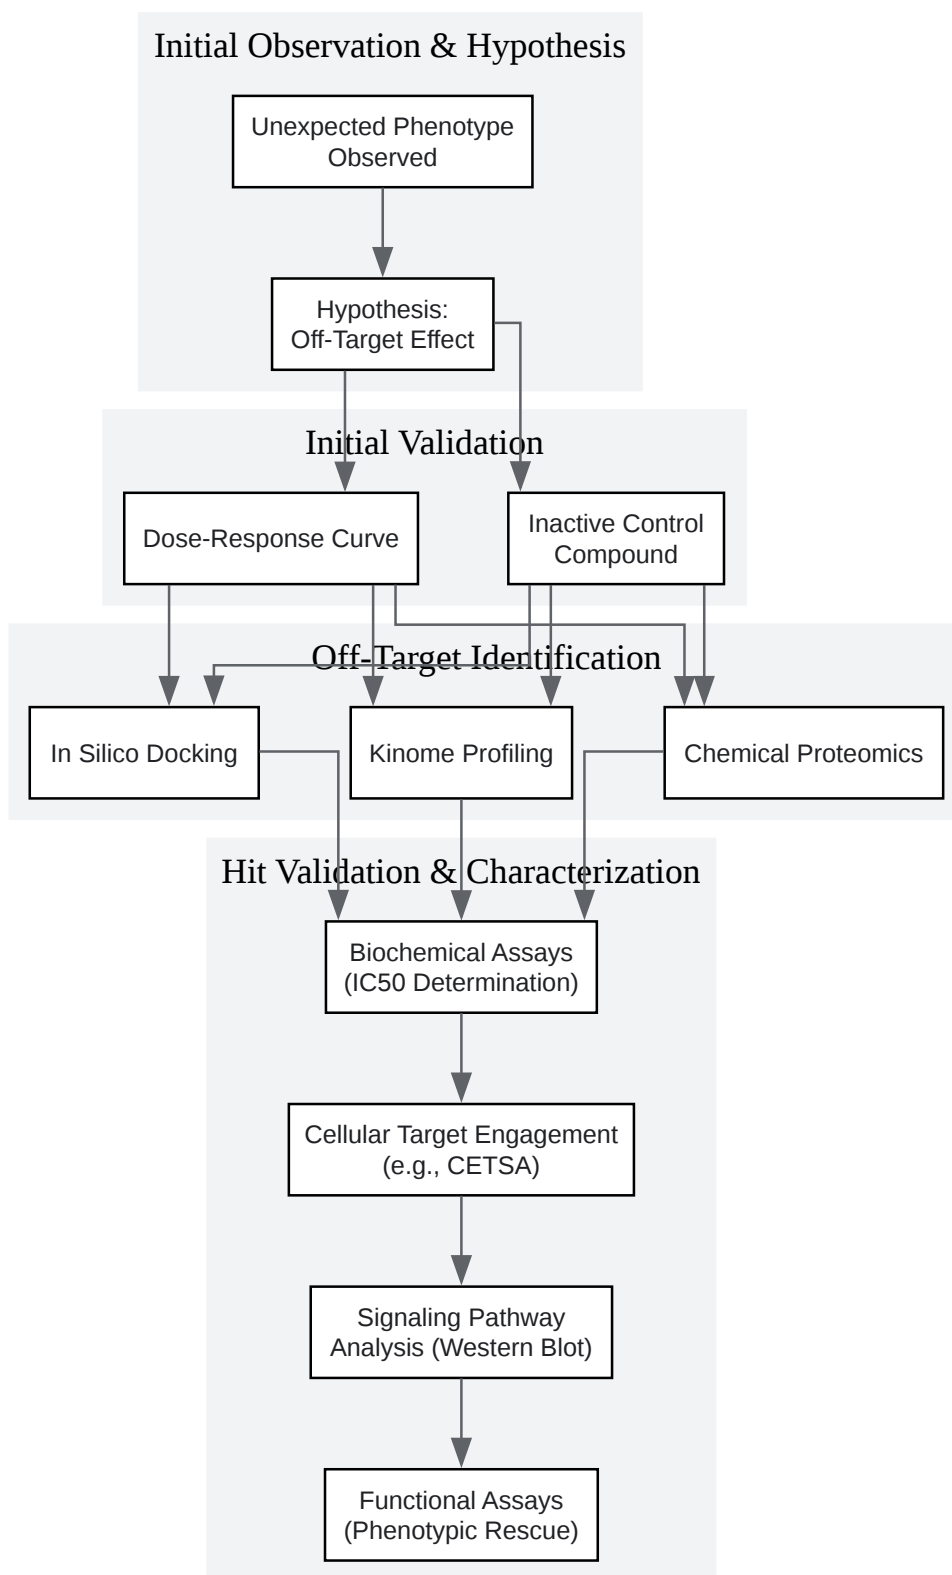 Initial Observation & Hypothesis
Unexpected Phenotype
Observed
Hypothesis:
Off-Target Effect
Initial Validation
Dose-Response Curve
Inactive Control
Compound
Off-Target Identification
In Silico Docking
Kinome Profiling
Chemical Proteomics
Hit Validation & Characterization
Biochemical Assays
(IC50 Determination)
Cellular Target Engagement
(e.g., CETSA)
Signaling Pathway
Analysis (Western Blot)
Functional Assays
(Phenotypic Rescue)